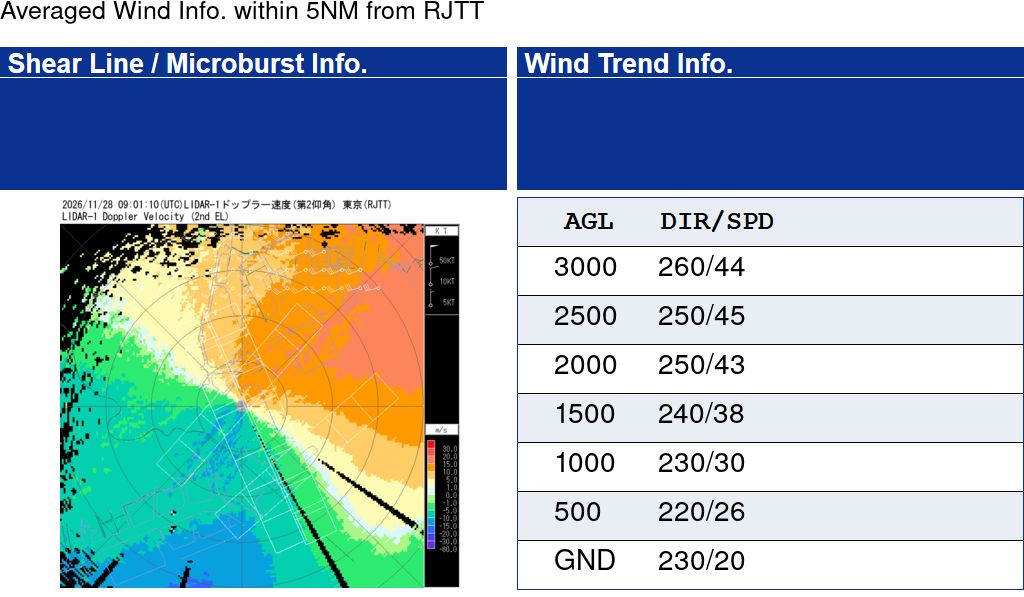 Averaged Wind Info. within 5NM from RJTT
Shear Line / Microburst Info.
Wind Trend Info.
2026/11/28 09:01:10(UTC)LIDAR-1ドップラー速度(第2仰角) 東京(RJTT)
LIDAR-1 Doppler Velocity (2nd EL)
KT
50KT
10KT
5KT
m/s
30.0
20.0
15.0
10.0
5.0
1.0
0.0
-1.0
-5.0
-10.0
-15.0
-20.0
-30.0
-60.0
AGL DIR/SPD
3000 260/44
2500 250/45
2000 250/43
1500 240/38
1000 230/30
500 220/26
GND 230/20